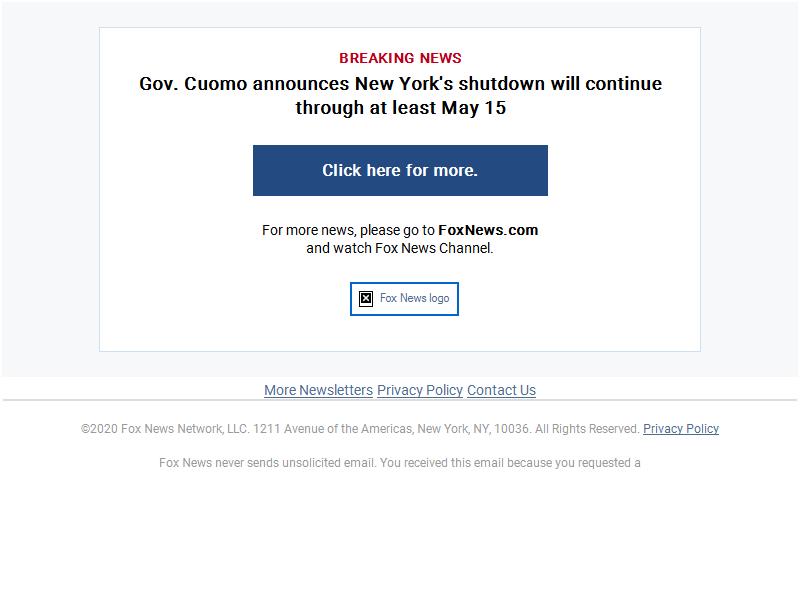 BREAKING NEWS
Gov. Cuomo announces New York's shutdown will continue
through at least May 15
Click here for more.
For more news, please go to FoxNews.com
and watch Fox News Channel.
Fox News logo
More Newsletters Privacy Policy Contact Us
©2020 Fox News Network, LLC. 1211 Avenue of the Americas, New York, NY, 10036. All Rights Reserved. Privacy Policy
Fox News never sends unsolicited email. You received this email because you requested a